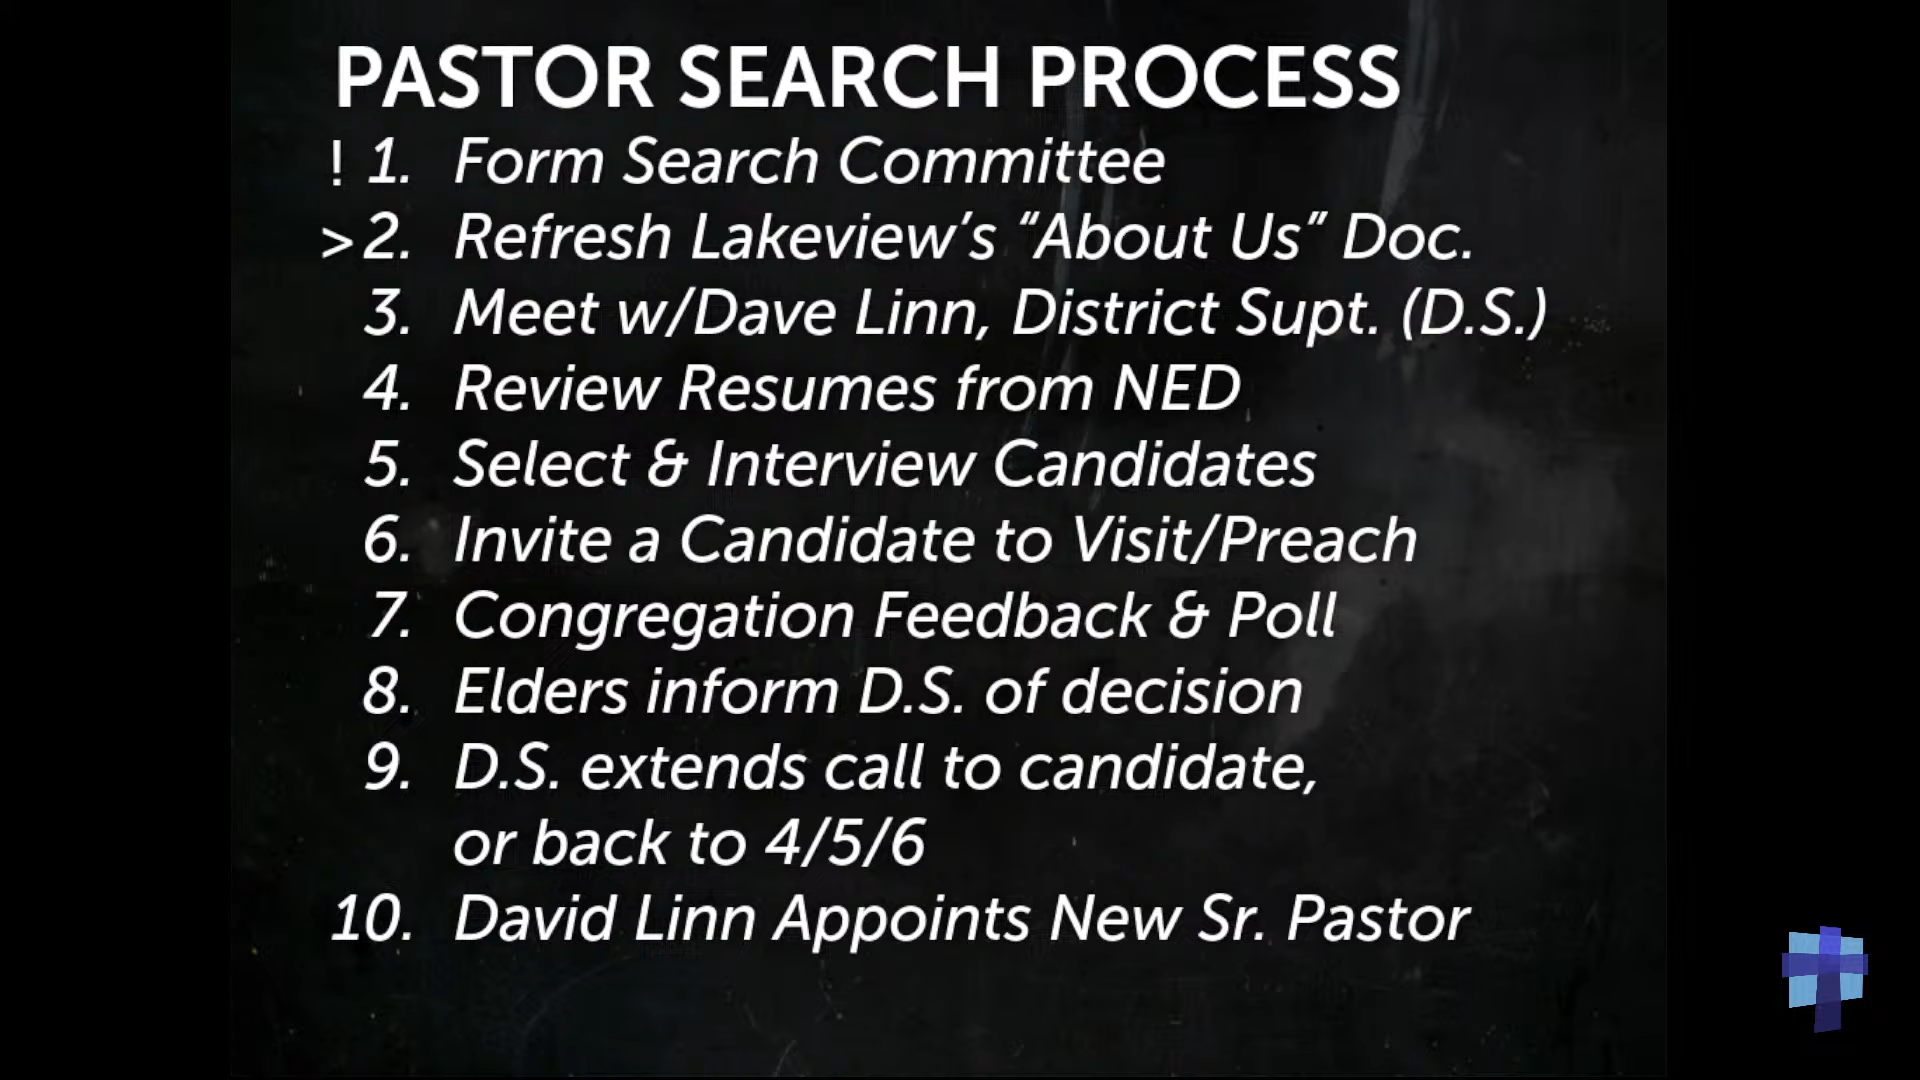 PASTOR SEARCH PROCESS
! 1. Form Search Committee
>2. Refresh Lakeview’s “About Us” Doc.
3. Meet w/Dave Linn, District Supt. (D.S.)
4. Review Resumes from NED
5. Select & Interview Candidates
6. Invite a Candidate to Visit/Preach
7. Congregation Feedback & Poll
8. Elders inform D.S. of decision
9. D.S. extends call to candidate,
or back to 4/5/6
10. David Linn Appoints New Sr. Pastor